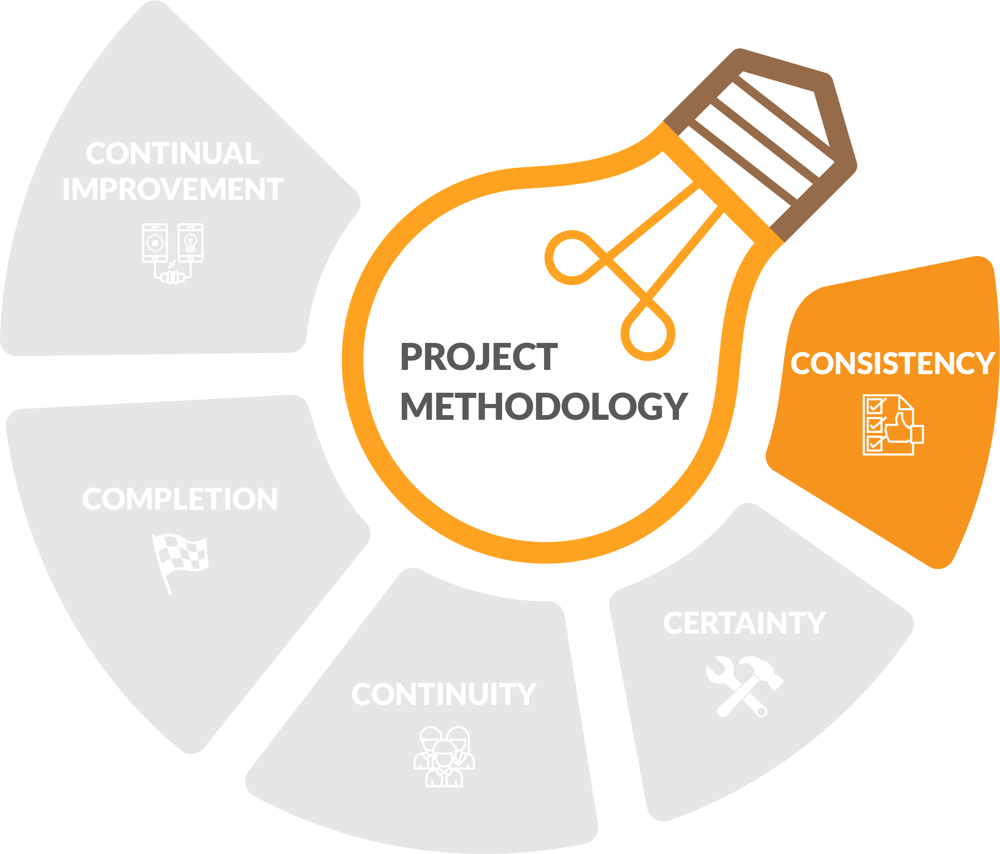 CONTINUAL
IMPROVEMENT
PROJECT
METHODOLOGY
CONSISTENCY
COMPLETION
CERTAINTY
CONTINUITY